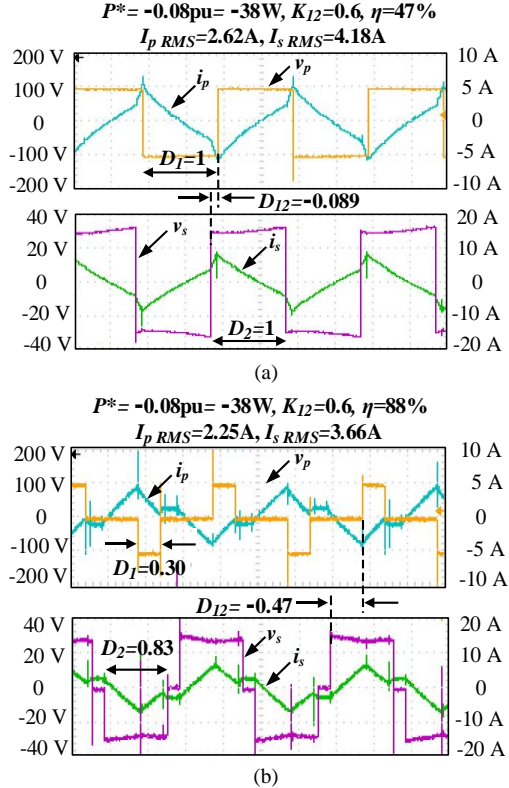 P*= -0.08pu= -38W, K12=0.6, η=47%
Ip RMS=2.62A, Is RMS=4.18A
200 V
100 V
0
-100 V
-200 V
ip
vp
10 A
5 A
0
-5 A
-10 A
D1=1
D12=-0.089
40 V
20 V
0
-20 V
-40 V
vs
is
20 A
10 A
0
-10 A
-20 A
D2=1
(a)
P*= -0.08pu= -38W, K12=0.6, η=88%
Ip RMS=2.25A, Is RMS=3.66A
200 V
100 V
0
-100 V
-200 V
ip
vp
10 A
5 A
0
-5 A
-10 A
D1=0.30
D12= -0.47
40 V
20 V
0
-20 V
-40 V
D2=0.83
vs
is
20 A
10 A
0
-10 A
-20 A
(b)